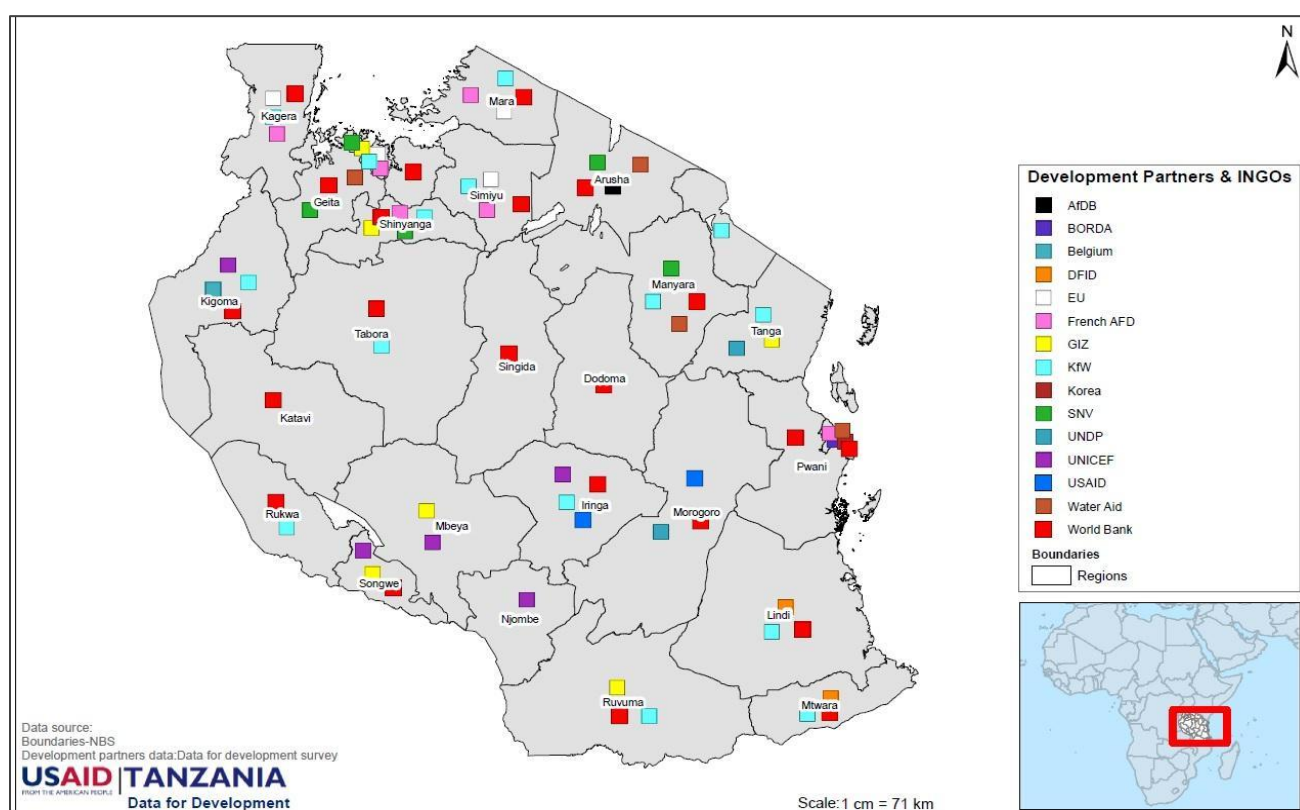 N
Mara
Kagera
Arusha
Simiyu
Geita
Shinyanga
Manyara
Kigoma
Tanga
Tabora
Singida
Dodoma
Katavi
Pwani
Iringa
Morogoro
Rukwa
Mbeya
Songwe
Njombe
Lindi
Ruvuma
Mtwara
Development Partners & INGOs
AfDB
BORDA
Belgium
DFID
EU
French AFD
GIZ
KfW
Korea
SNV
UNDP
UNICEF
USAID
Water Aid
World Bank
Boundaries
Regions
Data source:
Boundaries-NBS
Development partners data:Data for development survey
USAID | TANZANIA
FROM THE AMERICAN PEOPLE
Data for Development
Scale:1 cm = 71 km